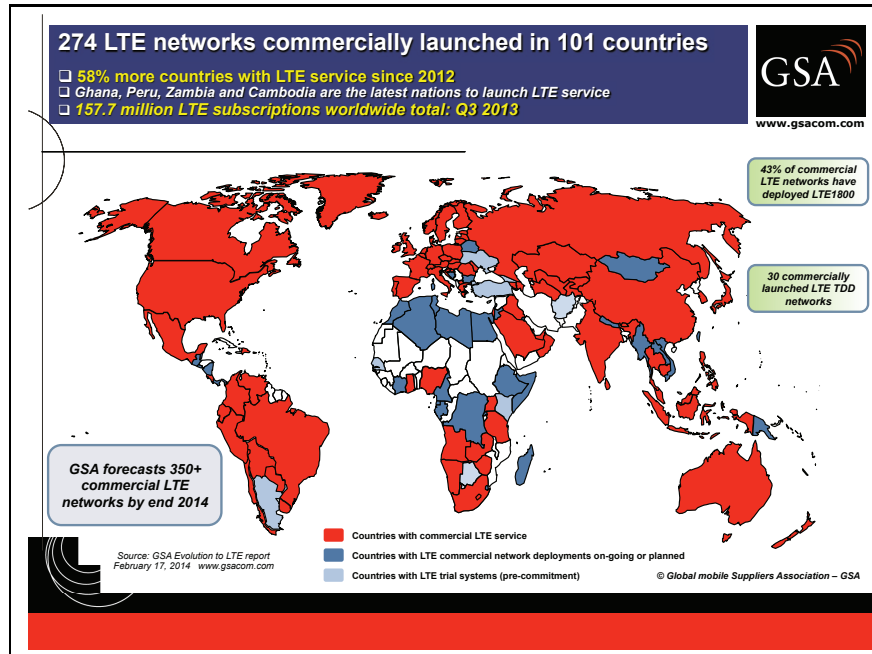 274 LTE networks commercially launched in 101 countries
❑ 58% more countries with LTE service since 2012
❑ Ghana, Peru, Zambia and Cambodia are the latest nations to launch LTE service
❑ 157.7 million LTE subscriptions worldwide total: Q3 2013
GSA
www.gsacom.com
43% of commercial
LTE networks have
deployed LTE1800
30 commercially
launched LTE TDD
networks
GSA forecasts 350+
commercial LTE
networks by end 2014
Countries with commercial LTE service
Countries with LTE commercial network deployments on-going or planned
Countries with LTE trial systems (pre-commitment)
Source: GSA Evolution to LTE report
February 17, 2014 www.gsacom.com
© Global mobile Suppliers Association – GSA